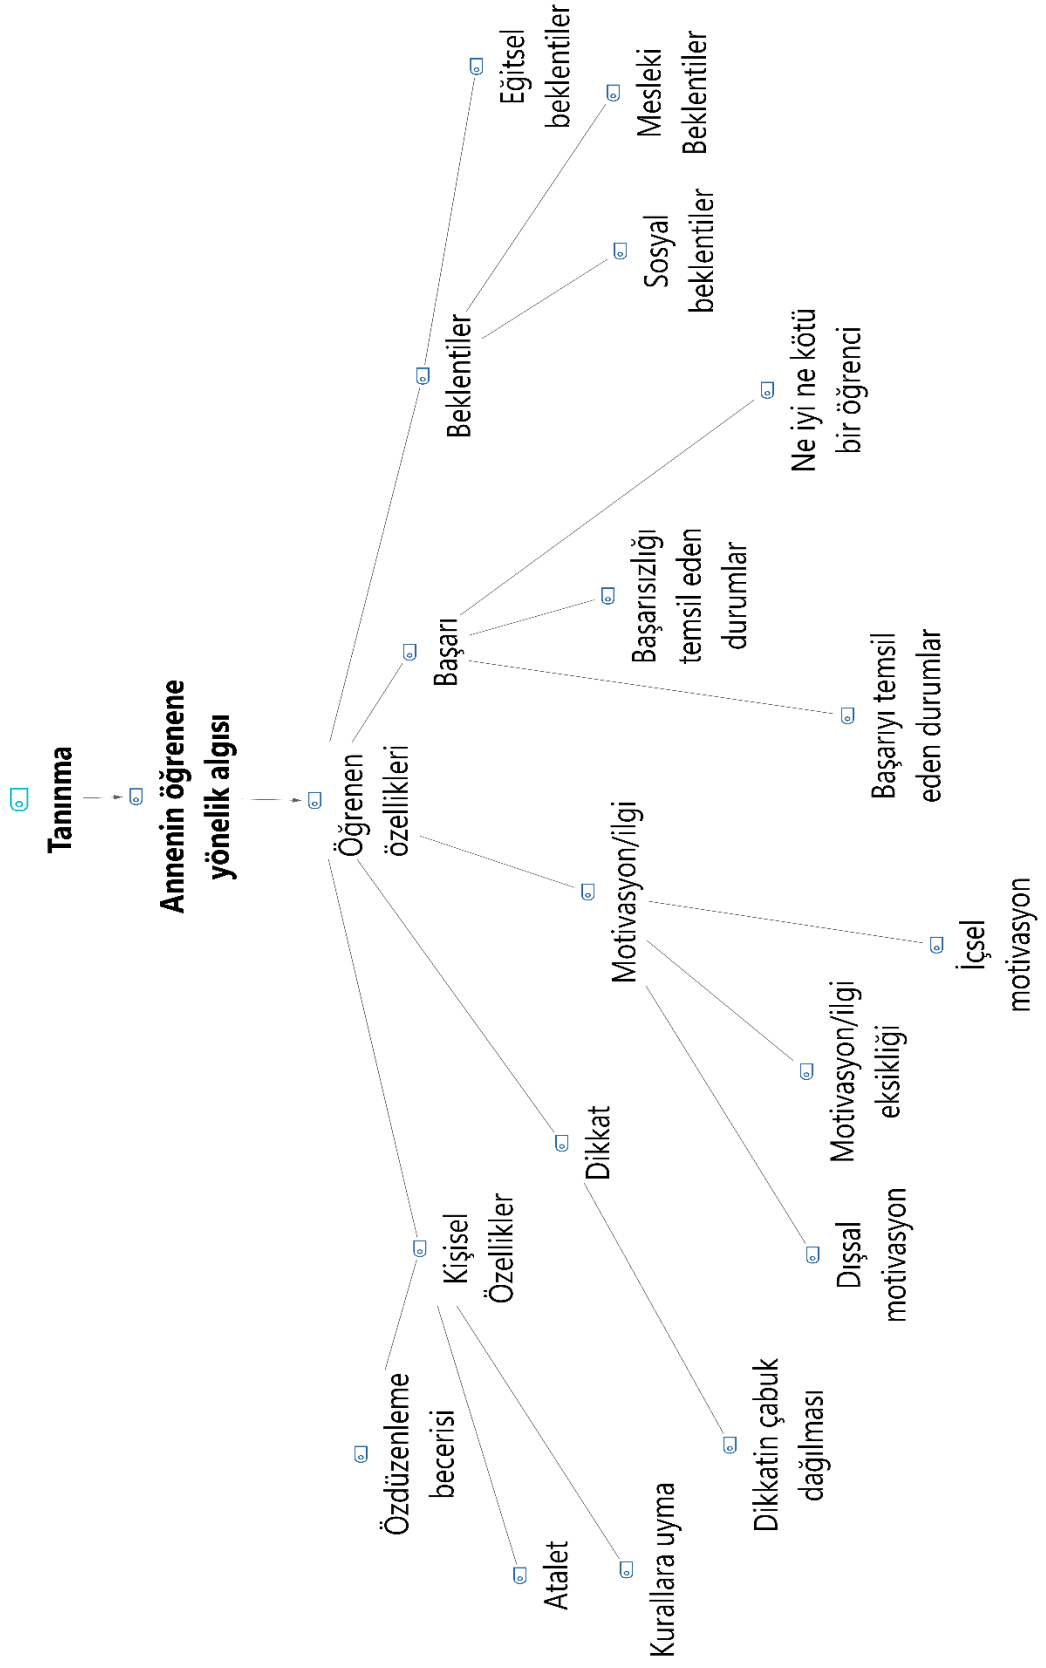 Tanınma
Annenin öğrenene
yönelik algısı
Öğrenen
özellikleri
Kişisel
Özellikler
Özdüzenleme
becerisi
Atalet
Kurallara uyma
Dikkat
Dikkatin çabuk
dağılması
Motivasyon/ilgi
Dışsal
motivasyon
Motivasyon/ilgi
eksikliği
İçsel
motivasyon
Başarı
Başarıyı temsil
eden durumlar
Başarısızlığı
temsil eden
durumlar
Ne iyi ne kötü
bir öğrenci
Beklentiler
Sosyal
beklentiler
Mesleki
Beklentiler
Eğitsel
beklentiler